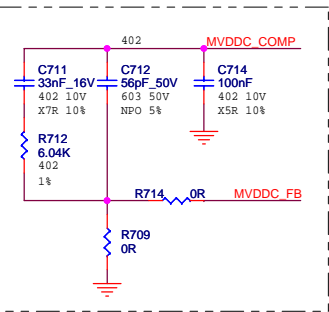 402
MVDDC_COMP
C711
33nF_16V
402 10V
X7R 10%
C712
56pF_50V
603 50V
NPO 5%
C714
100nF
402 10V
X5R 10%
R712
6.04K
402
1%
R714
0R
MVDDC_FB
R709
0R